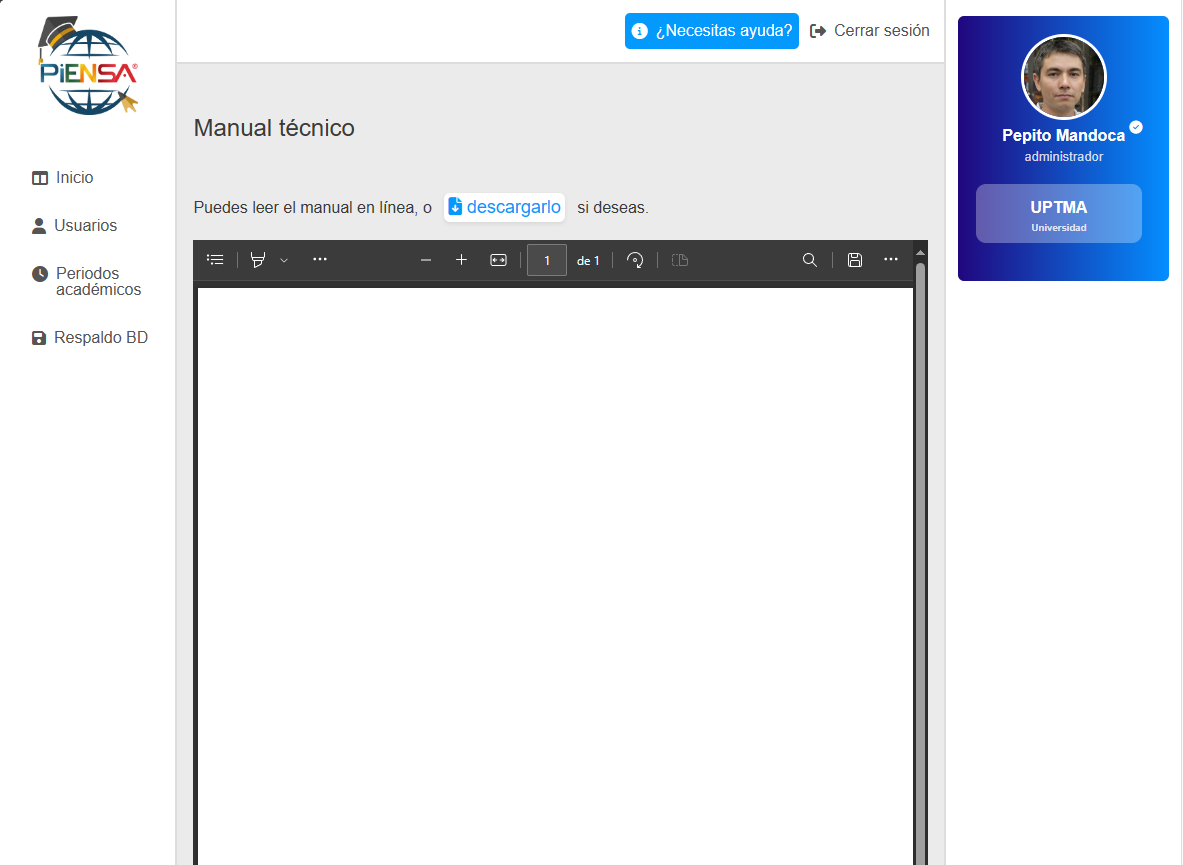 PiENSA®
Inicio
Usuarios
Periodos
académicos
Respaldo BD
¿Necesitas ayuda?
Cerrar sesión
Manual técnico
Puedes leer el manual en línea, o descargarlo si deseas.
1 de 1
Pepito Mandoca
administrador
UPTMA
Universidad